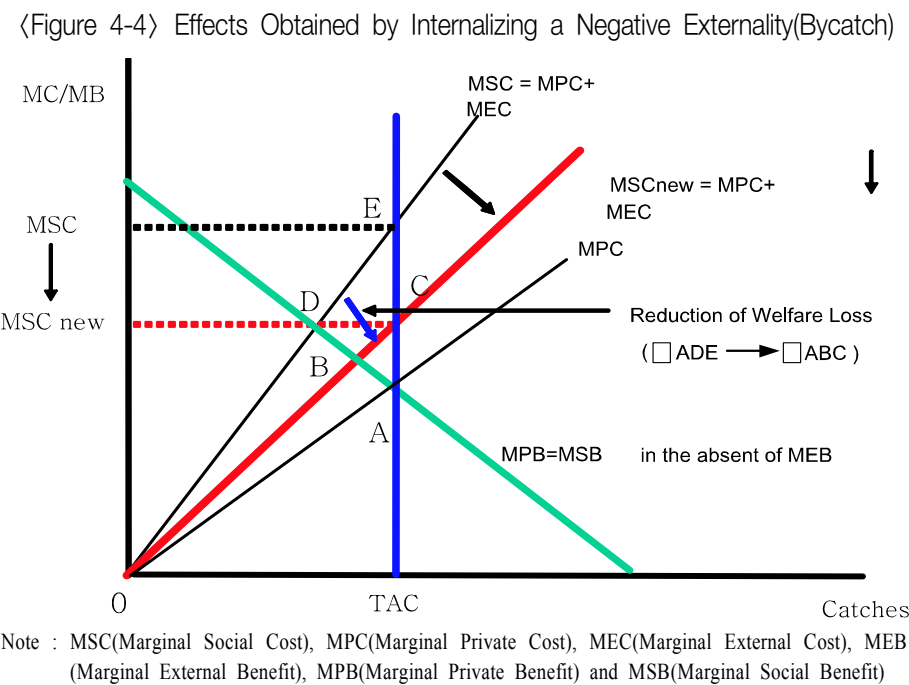 〈Figure 4-4〉 Effects Obtained by Internalizing a Negative Externality(Bycatch)
MC/MB
MSC = MPC+
MEC
MSCnew = MPC+
MEC
MPC
MSC
MSC new
E
C
D
B
A
Reduction of Welfare Loss
( □ ADE → □ ABC )
MPB=MSB in the absent of MEB
0
TAC
Catches
Note : MSC(Marginal Social Cost), MPC(Marginal Private Cost), MEC(Marginal External Cost), MEB
(Marginal External Benefit), MPB(Marginal Private Benefit) and MSB(Marginal Social Benefit)